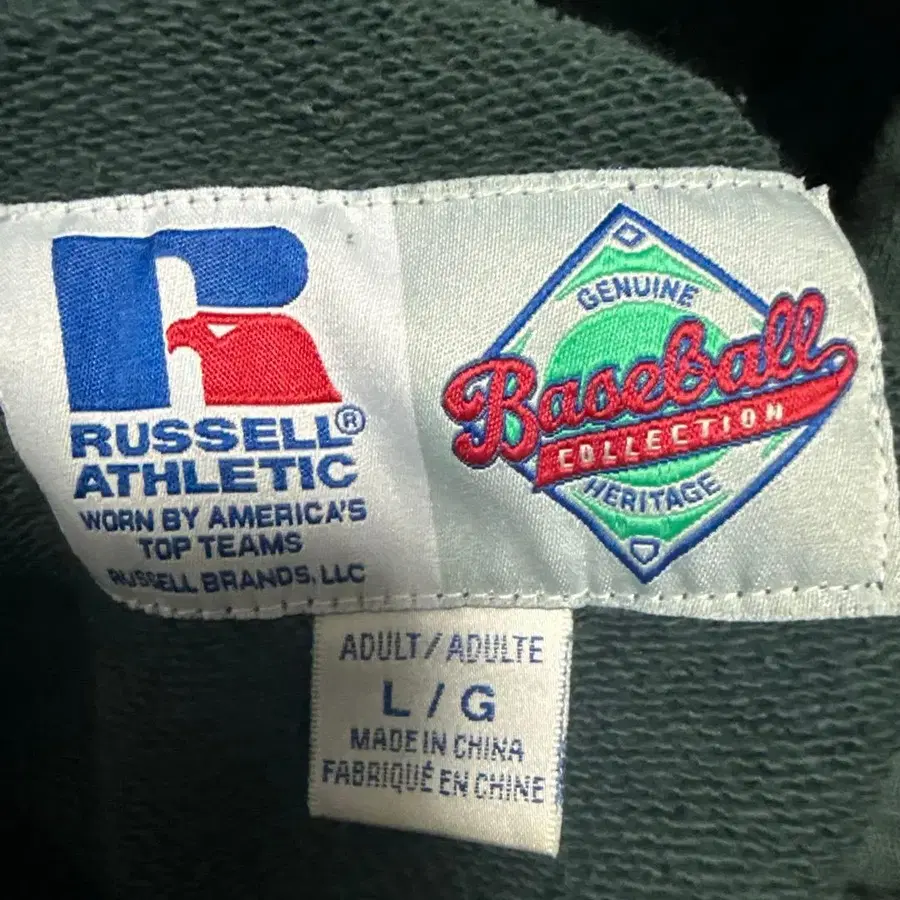 RUSSELL®
ATHLETIC
WORN BY AMERICA'S
TOP TEAMS
RUSSELL BRANDS, LLC
GENUINE
Baseball
COLLECTION
HERITAGE
ADULT/ADULTE
L/G
MADE IN CHINA
FABRIQUÉ EN CHINE